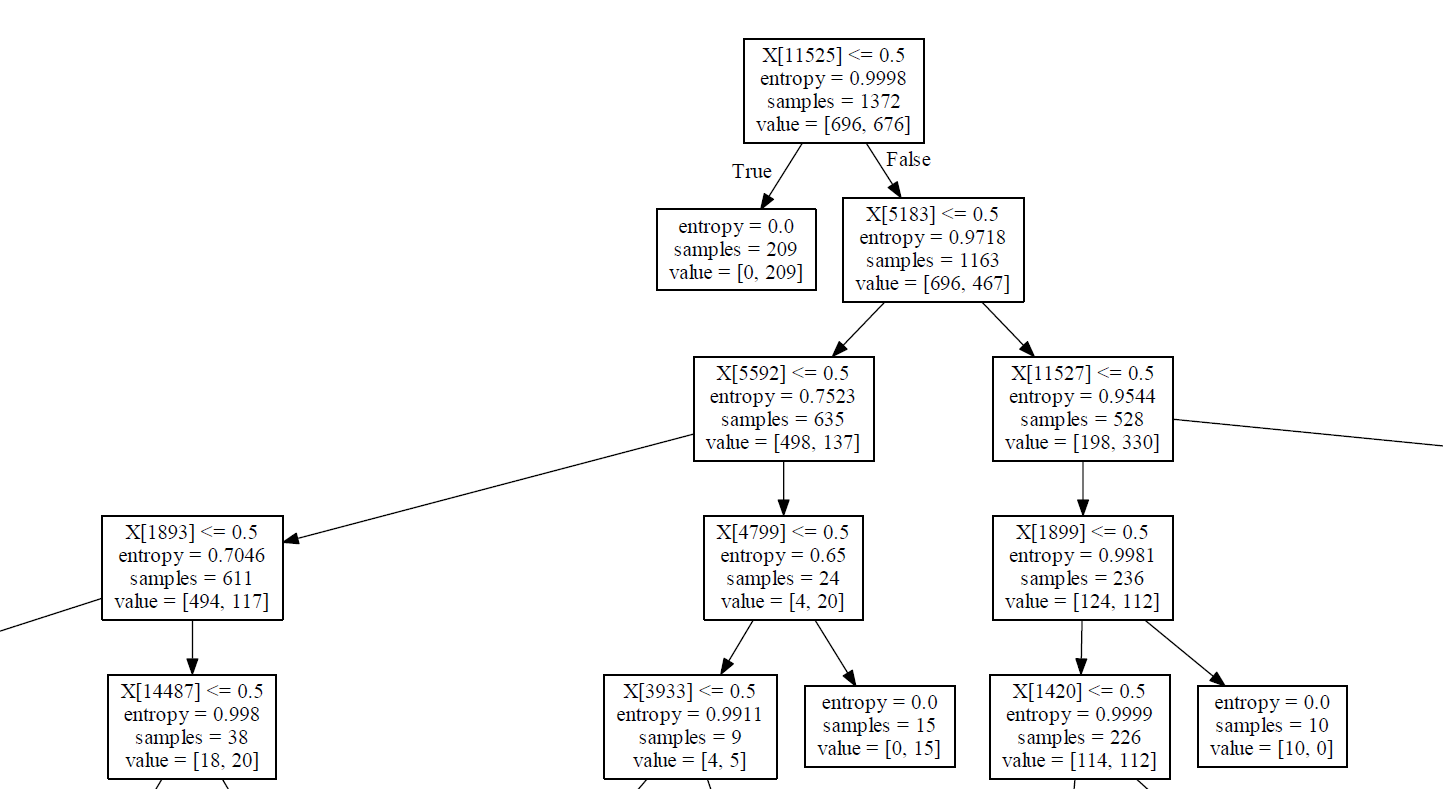 X[11525] <= 0.5
entropy = 0.9998
samples = 1372
value = [696, 676]
True
False
entropy = 0.0
samples = 209
value = [0, 209]
X[5183] <= 0.5
entropy = 0.9718
samples = 1163
value = [696, 467]
X[5592] <= 0.5
entropy = 0.7523
samples = 635
value = [498, 137]
X[11527] <= 0.5
entropy = 0.9544
samples = 528
value = [198, 330]
X[1893] <= 0.5
entropy = 0.7046
samples = 611
value = [494, 117]
X[4799] <= 0.5
entropy = 0.65
samples = 24
value = [4, 20]
X[1899] <= 0.5
entropy = 0.9981
samples = 236
value = [124, 112]
X[14487] <= 0.5
entropy = 0.998
samples = 38
value = [18, 20]
X[3933] <= 0.5
entropy = 0.9911
samples = 9
value = [4, 5]
entropy = 0.0
samples = 15
value = [0, 15]
X[1420] <= 0.5
entropy = 0.9999
samples = 226
value = [114, 112]
entropy = 0.0
samples = 10
value = [10, 0]